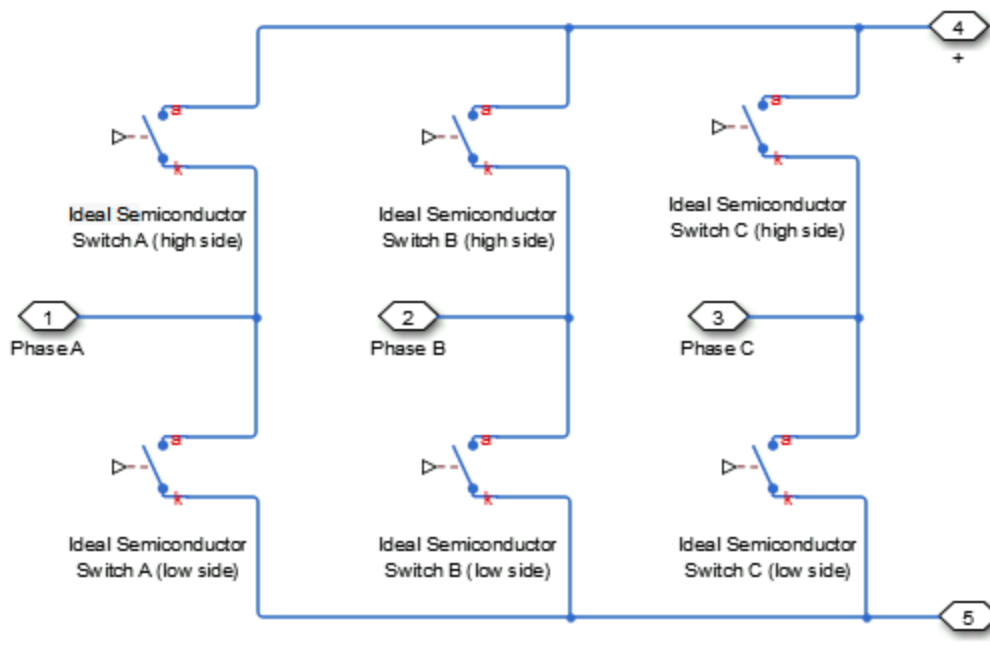 4
+
a
a
a
k
k
k
Ideal Semiconductor
Switch A (high side)
Ideal Semiconductor
Switch B (high side)
Ideal Semiconductor
Switch C (high side)
1
Phase A
2
Phase B
3
Phase C
a
a
a
k
k
k
Ideal Semiconductor
Switch A (low side)
Ideal Semiconductor
Switch B (low side)
Ideal Semiconductor
Switch C (low side)
5